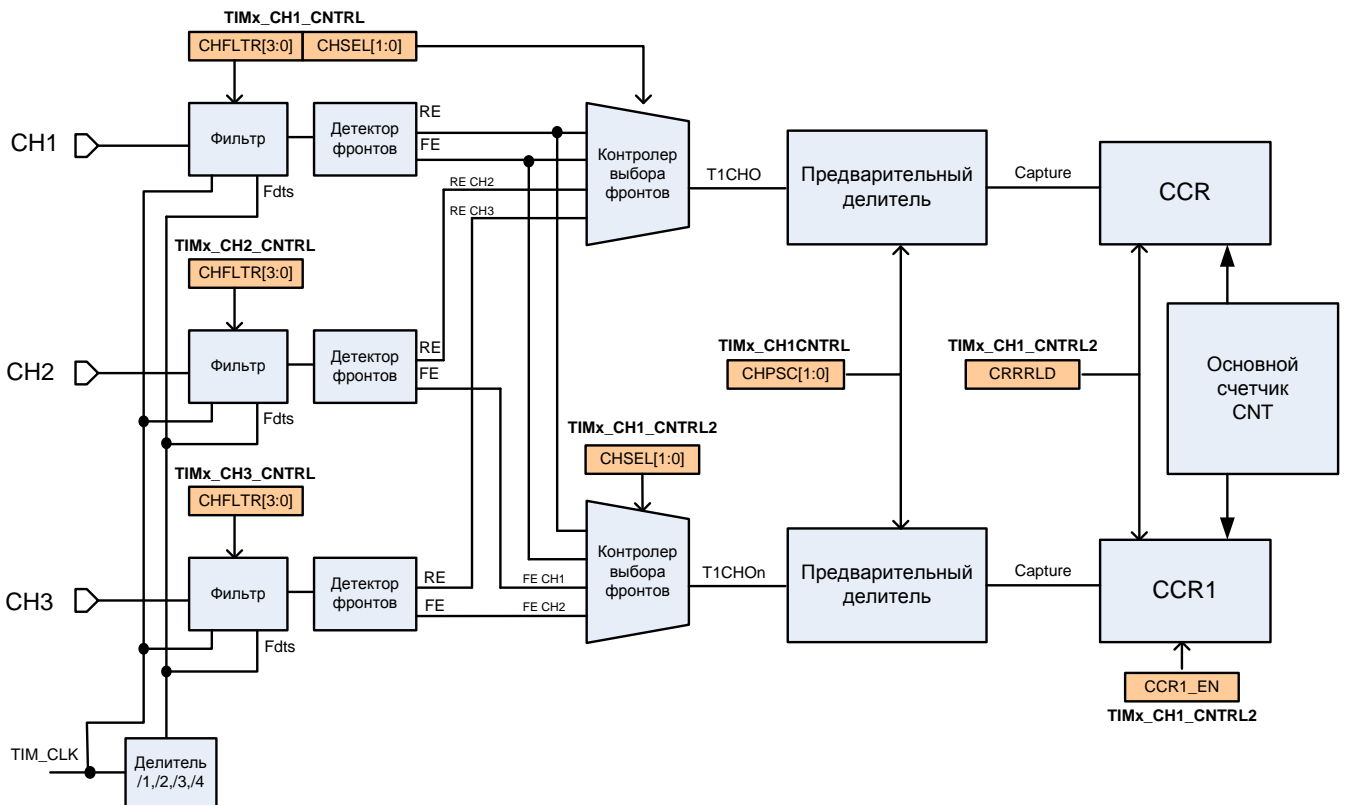 TIMx_CH1_CNTRL
CHFLTR[3:0]
CHSEL[1:0]
CH1
Фильтр
Детектор
фронтов
RE
FE
Fdts
RE CH2
RE CH3
Контролер
выбора
фронтов
T1CHO
Предварительный
делитель
Capture
CCR
TIMx_CH2_CNTRL
CHFLTR[3:0]
CH2
Фильтр
Детектор
фронтов
RE
FE
Fdts
TIMx_CH1CNTRL
CHPSC[1:0]
TIMx_CH1_CNTRL2
CRRRLD
Основной
счетчик
CNT
TIMx_CH1_CNTRL2
CHSEL[1:0]
TIMx_CH3_CNTRL
CHFLTR[3:0]
CH3
Фильтр
Детектор
фронтов
RE
FE
Fdts
FE CH1
FE CH2
Контролер
выбора
фронтов
T1CHOn
Предварительный
делитель
Capture
CCR1
CCR1_EN
TIMx_CH1_CNTRL2
TIM_CLK
Делитель
/1,/2,/3,/4